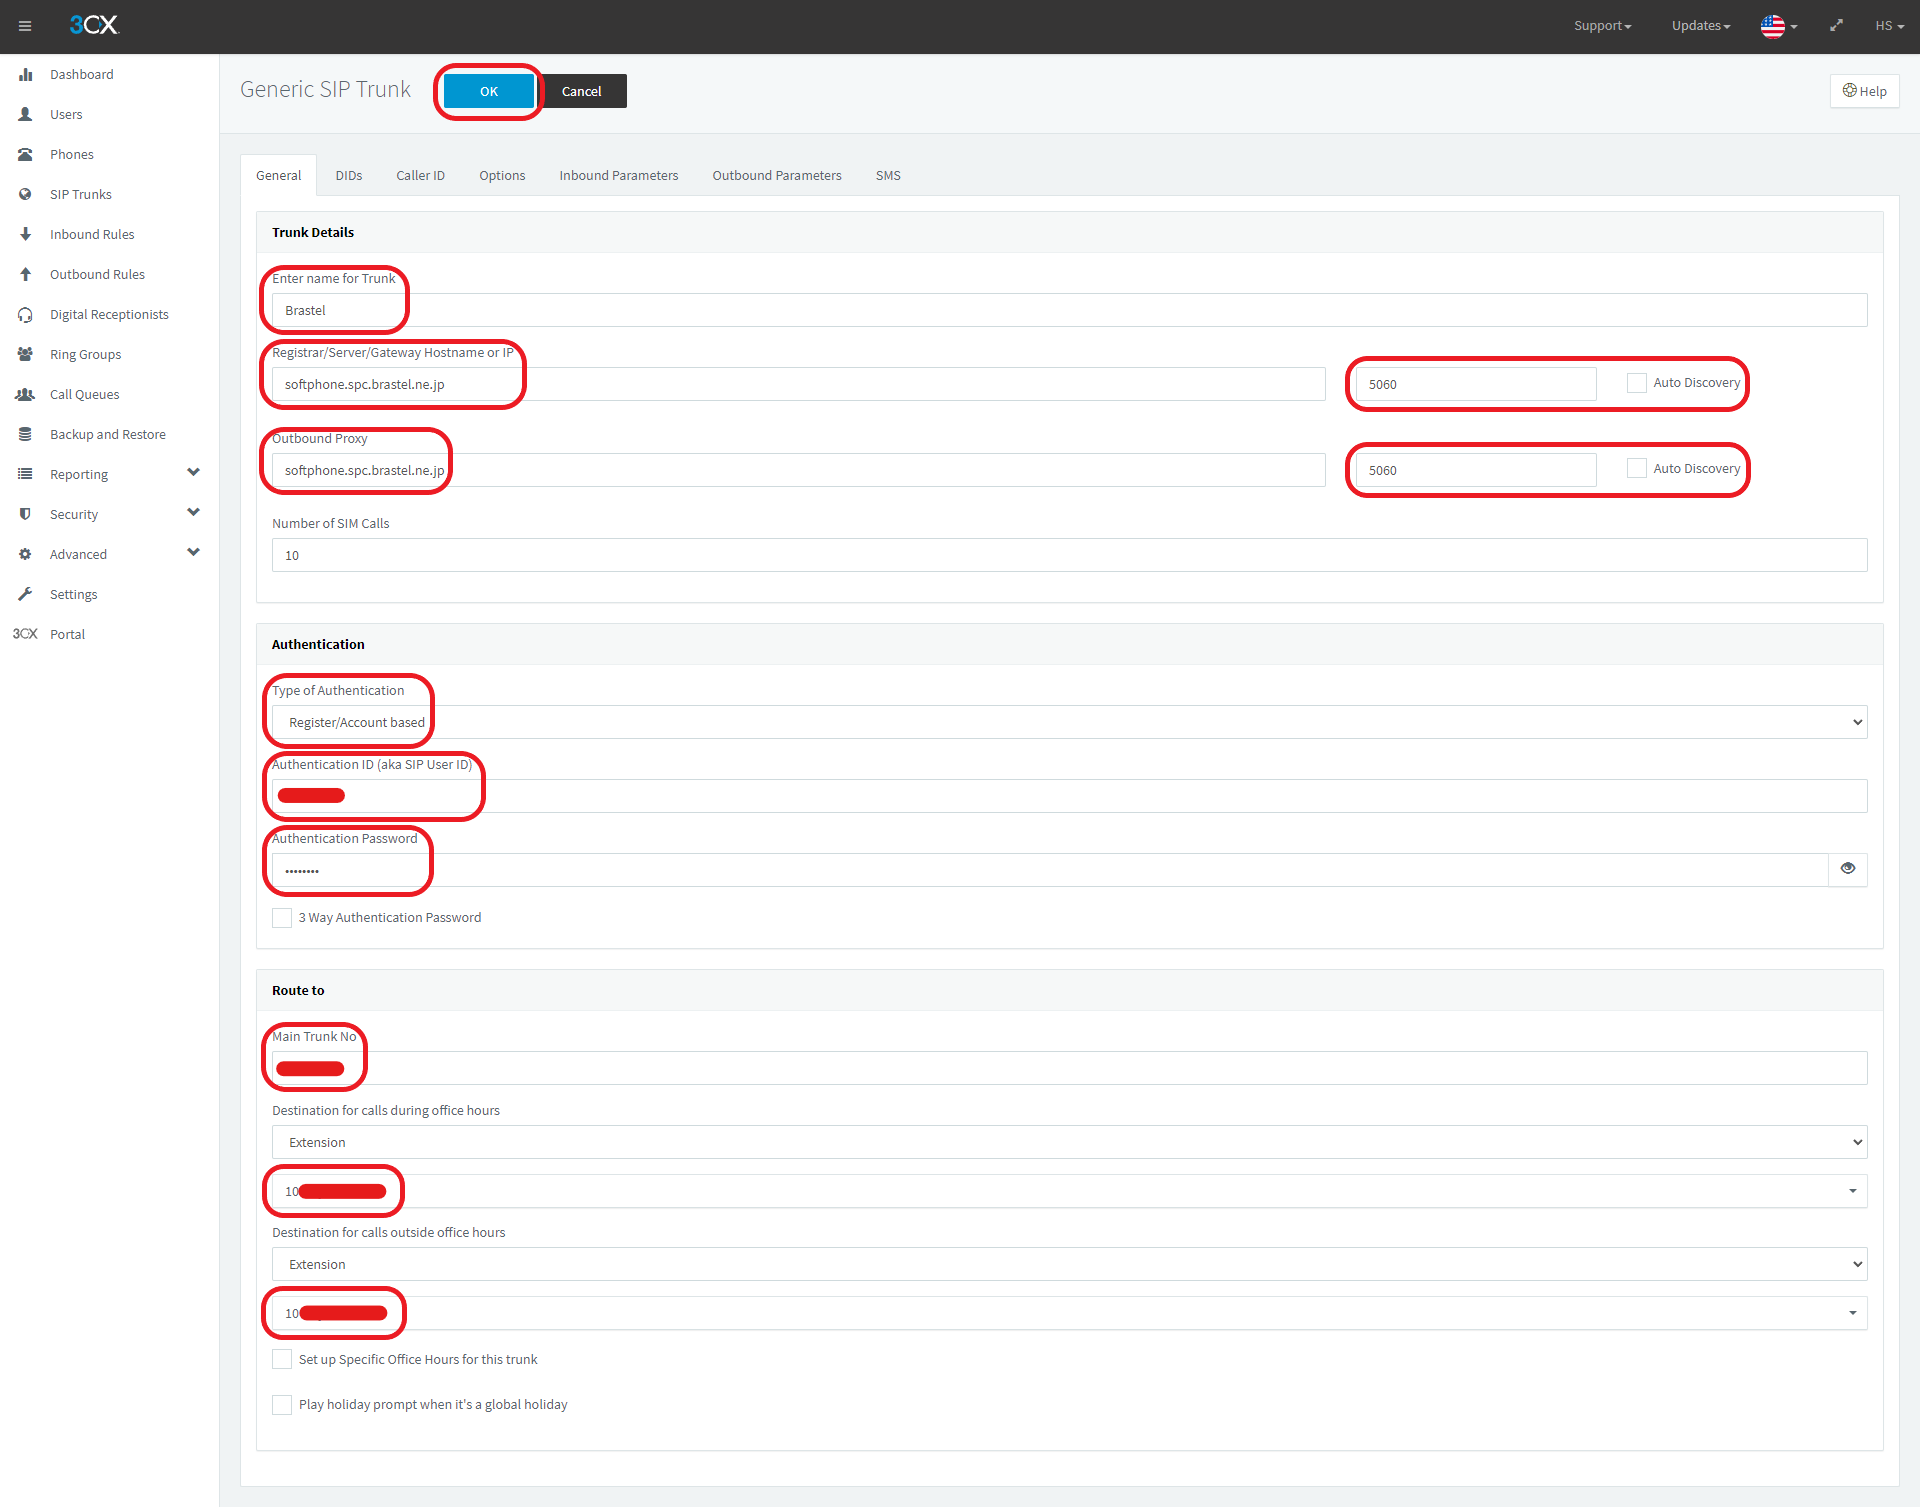 3CX
Support
Updates
HS
Dashboard
Users
Phones
SIP Trunks
Inbound Rules
Outbound Rules
Digital Receptionists
Ring Groups
Call Queues
Backup and Restore
Reporting
Security
Advanced
Settings
3CX Portal
Generic SIP Trunk
OK
Cancel
Help
General
DIDs
Caller ID
Options
Inbound Parameters
Outbound Parameters
SMS
Trunk Details
Enter name for Trunk
Brastel
Registrar/Server/Gateway Hostname or IP
softphone.spc.brastel.ne.jp
5060
Auto Discovery
Outbound Proxy
softphone.spc.brastel.ne.jp
5060
Auto Discovery
Number of SIM Calls
10
Authentication
Type of Authentication
Register/Account based
Authentication ID (aka SIP User ID)
Authentication Password
••••••••
3 Way Authentication Password
Route to
Main Trunk No
Destination for calls during office hours
Extension
10
Destination for calls outside office hours
Extension
10
Set up Specific Office Hours for this trunk
Play holiday prompt when it's a global holiday